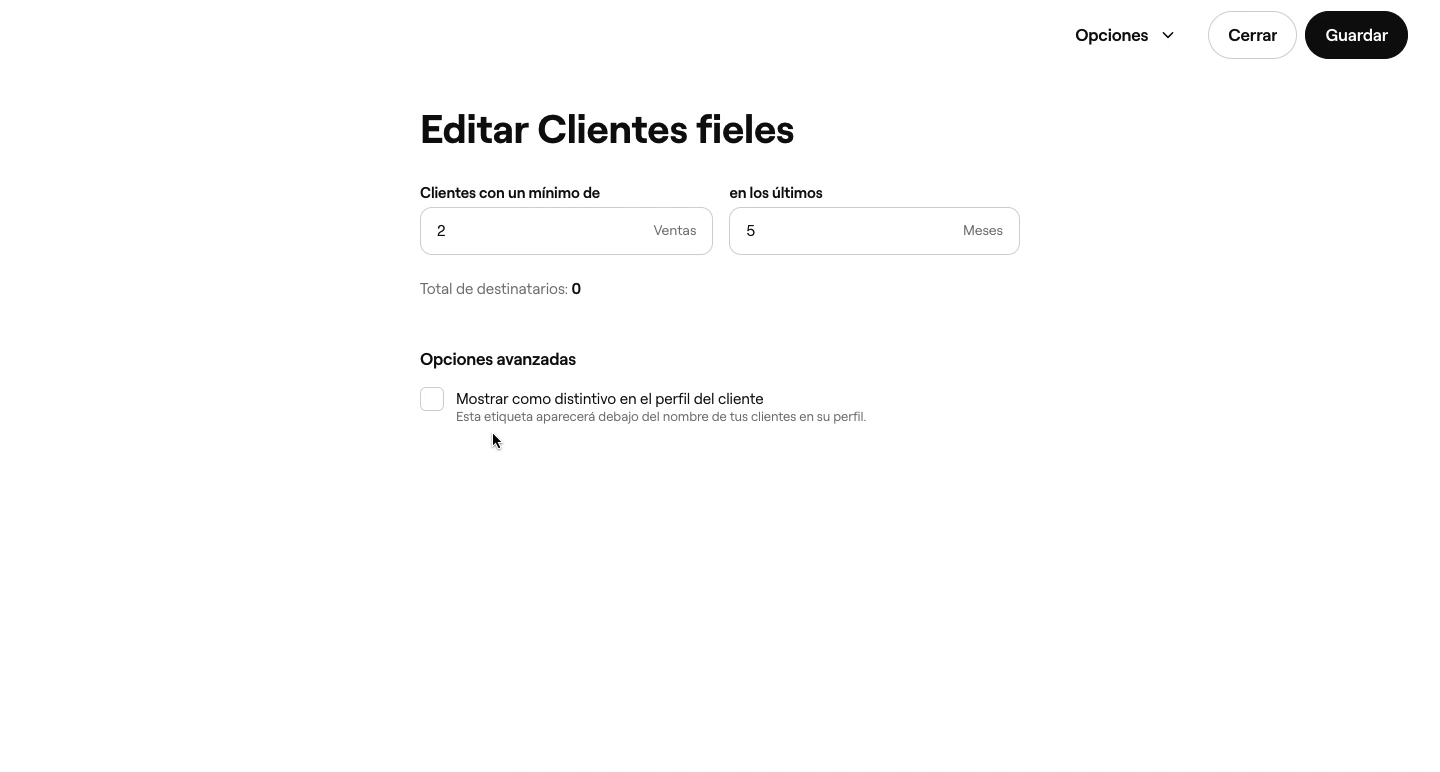 Opciones
Cerrar
Guardar
Editar Clientes fieles
Clientes con un mínimo de
en los últimos
2 Ventas
5 Meses
Total de destinatarios: 0
Opciones avanzadas
Mostrar como distintivo en el perfil del cliente
Esta etiqueta aparecerá debajo del nombre de tus clientes en su perfil.